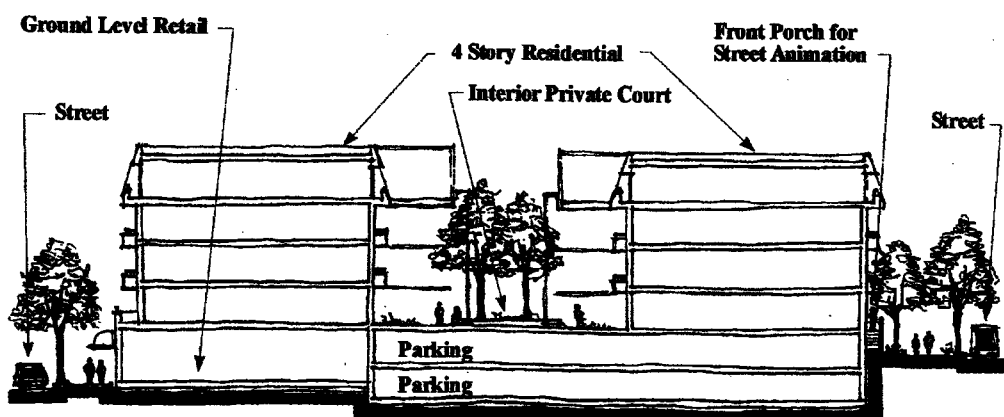 Ground Level Retail
4 Story Residential
Front Porch for
Street Animation
Interior Private Court
Street
Street
Parking
Parking